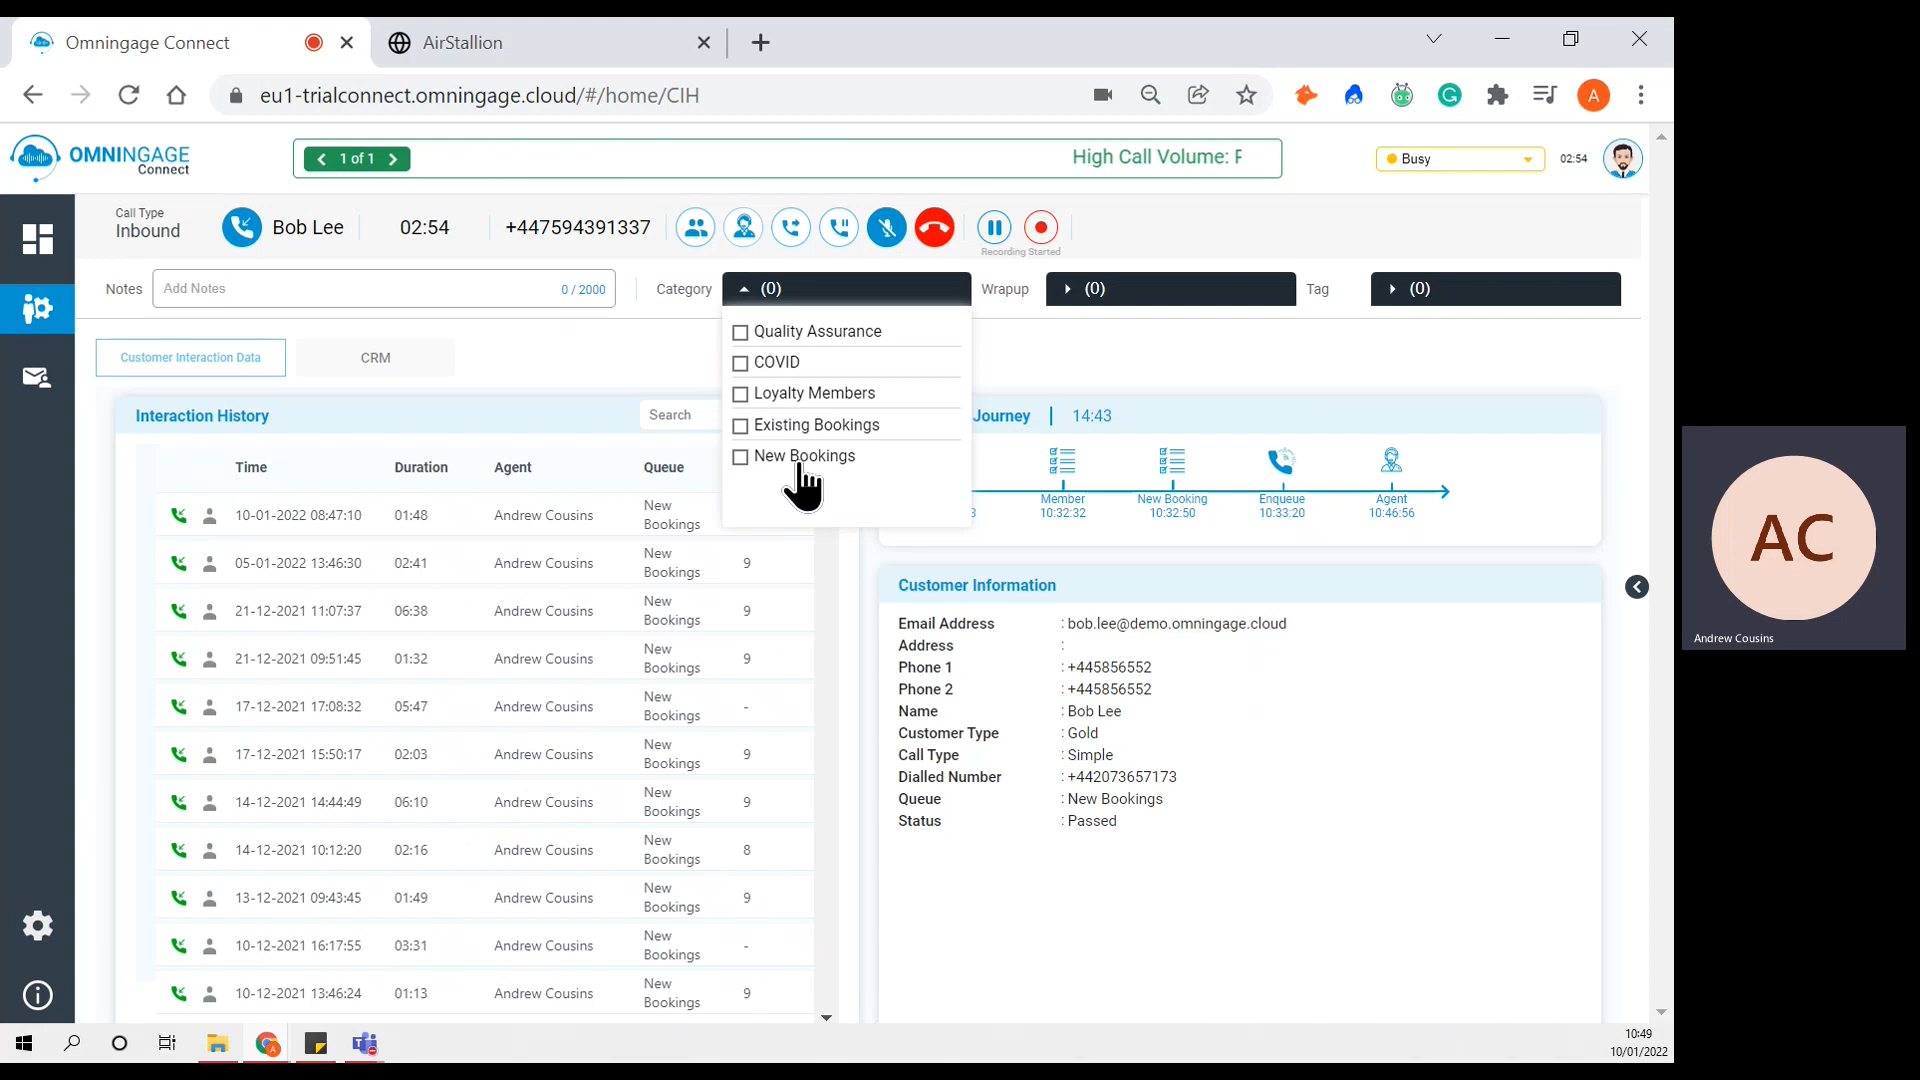 Omningage Connect
AirStallion
eu1-trialconnect.omningage.cloud/#/home/CIH
A
OMNINGAGE
Connect
1 of 1
High Call Volume:
Busy
02:54
Call Type
Inbound
Bob Lee
02:54
+447594391337
Recording Started
Notes
Add Notes
0 / 2000
Category
(0)
Wrapup
(0)
Tag
(0)
Quality Assurance
COVID
Loyalty Members
Existing Bookings
New Bookings
Customer Interaction Data
CRM
Interaction History
Search
Journey
14:43
Time
Duration
Agent
Queue
Member
10:32:32
New Booking
10:32:50
Enqueue
10:33:20
Agent
10:46:56
3
10-01-2022 08:47:10
01:48
Andrew Cousins
New
Bookings
05-01-2022 13:46:30
02:41
Andrew Cousins
New
Bookings
9
21-12-2021 11:07:37
06:38
Andrew Cousins
New
Bookings
9
21-12-2021 09:51:45
01:32
Andrew Cousins
New
Bookings
9
17-12-2021 17:08:32
05:47
Andrew Cousins
New
Bookings
-
17-12-2021 15:50:17
02:03
Andrew Cousins
New
Bookings
9
14-12-2021 14:44:49
06:10
Andrew Cousins
New
Bookings
9
14-12-2021 10:12:20
02:16
Andrew Cousins
New
Bookings
8
13-12-2021 09:43:45
01:49
Andrew Cousins
New
Bookings
9
10-12-2021 16:17:55
03:31
Andrew Cousins
New
Bookings
-
10-12-2021 13:46:24
01:13
Andrew Cousins
New
Bookings
9
Customer Information
Email Address : bob.lee@demo.omningage.cloud
Address :
Phone 1 : +445856552
Phone 2 : +445856552
Name : Bob Lee
Customer Type : Gold
Call Type : Simple
Dialled Number : +442073657173
Queue : New Bookings
Status : Passed
AC
Andrew Cousins
10:49
10/01/2022